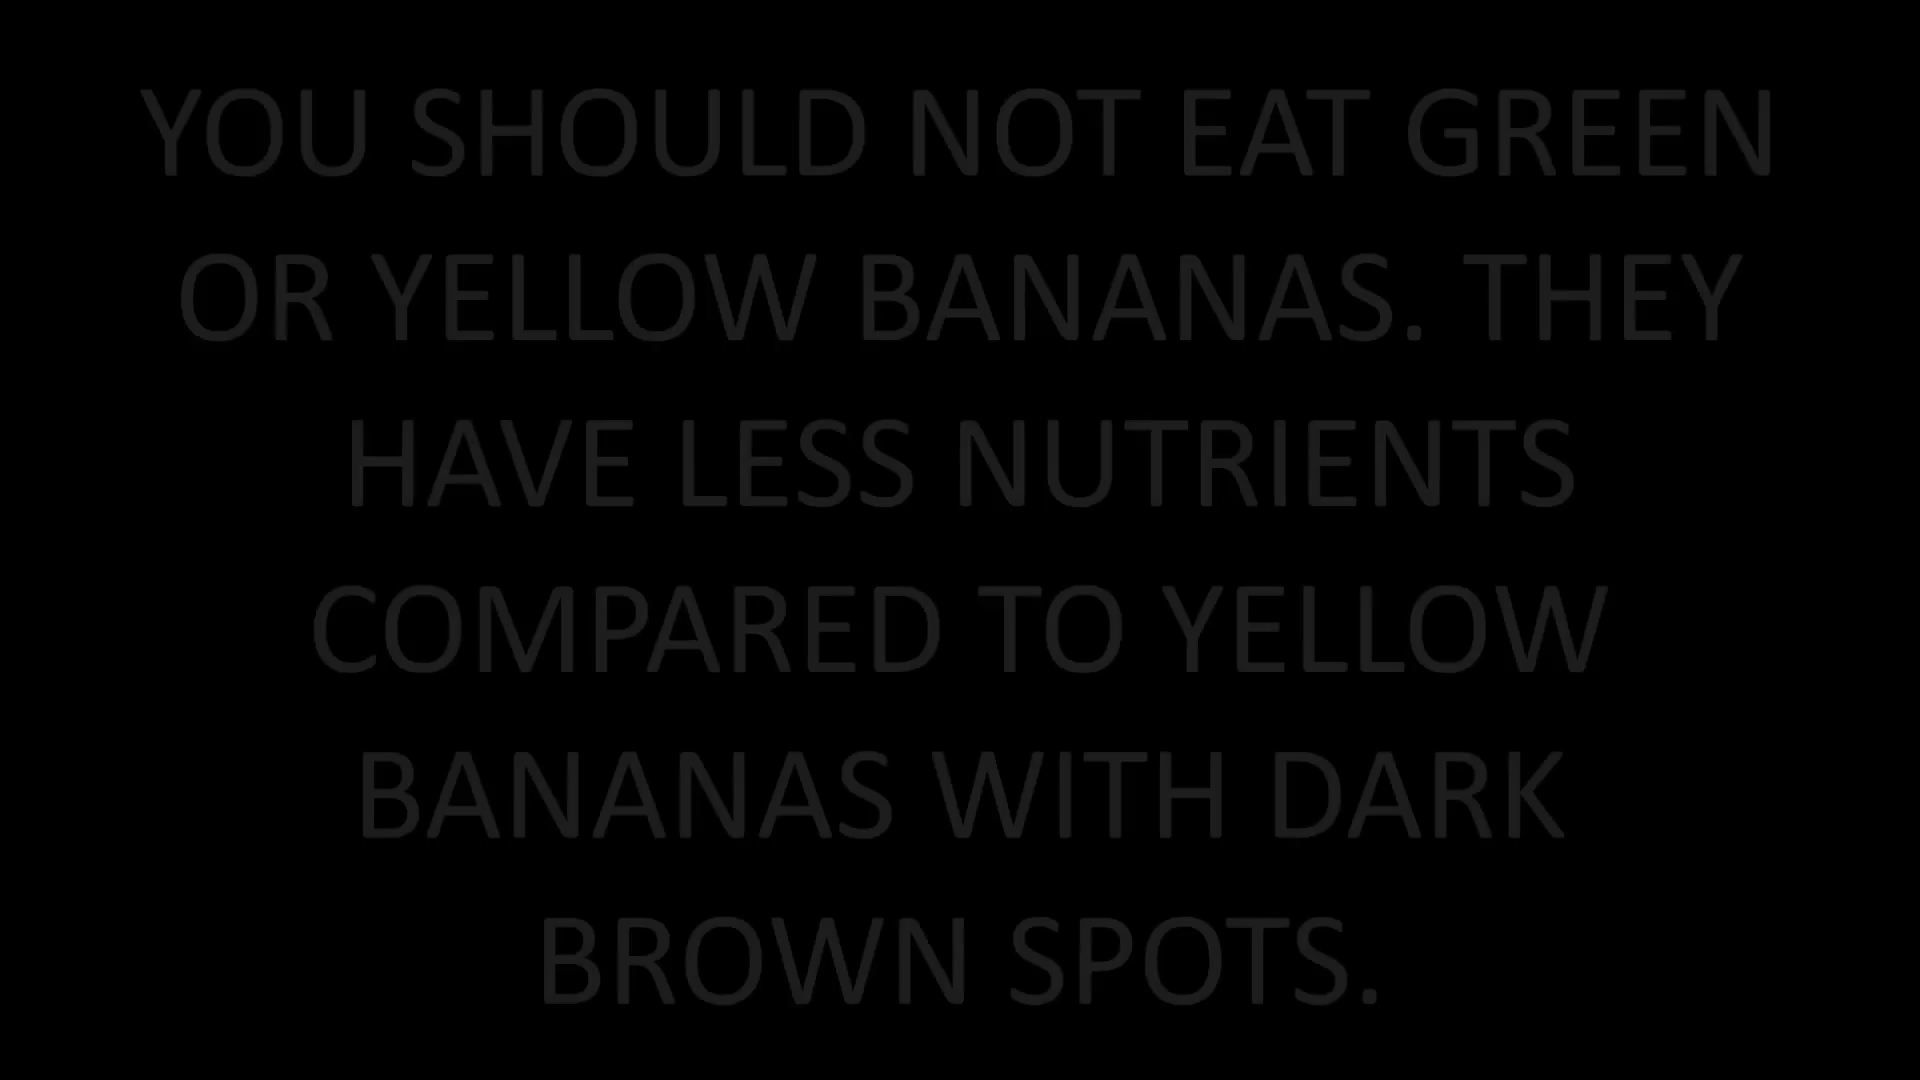 YOU SHOULD NOT EAT GREEN
OR YELLOW BANANAS. THEY
HAVE LESS NUTRIENTS
COMPARED TO YELLOW
BANANAS WITH DARK
BROWN SPOTS.